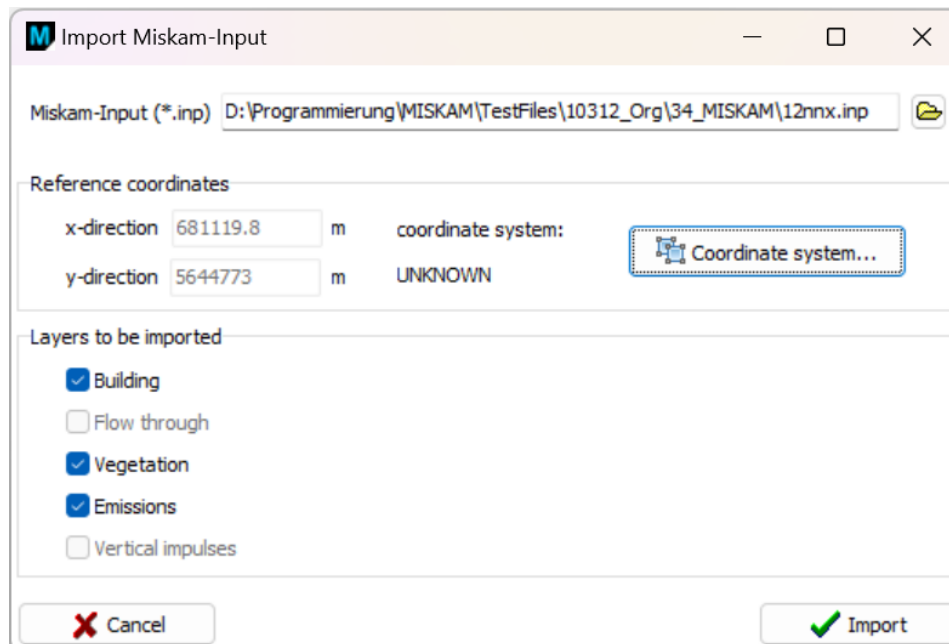 Import Miskam-Input
Miskam-Input (*.inp) D:\Programmierung\MISKAM\TestFiles\10312_Org\34_MISKAM\12nnx.inp
Reference coordinates
x-direction 681119.8 m coordinate system:
Coordinate system...
y-direction 5644773 m UNKNOWN
Layers to be imported
Building
Flow through
Vegetation
Emissions
Vertical impulses
Cancel Import